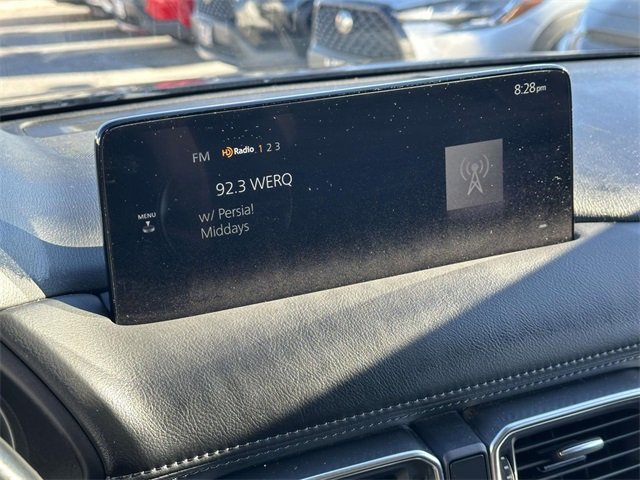 8:28pm
FM HD Radio 1 2 3
92.3 WERQ
MENU
w/ Persia!
Middays